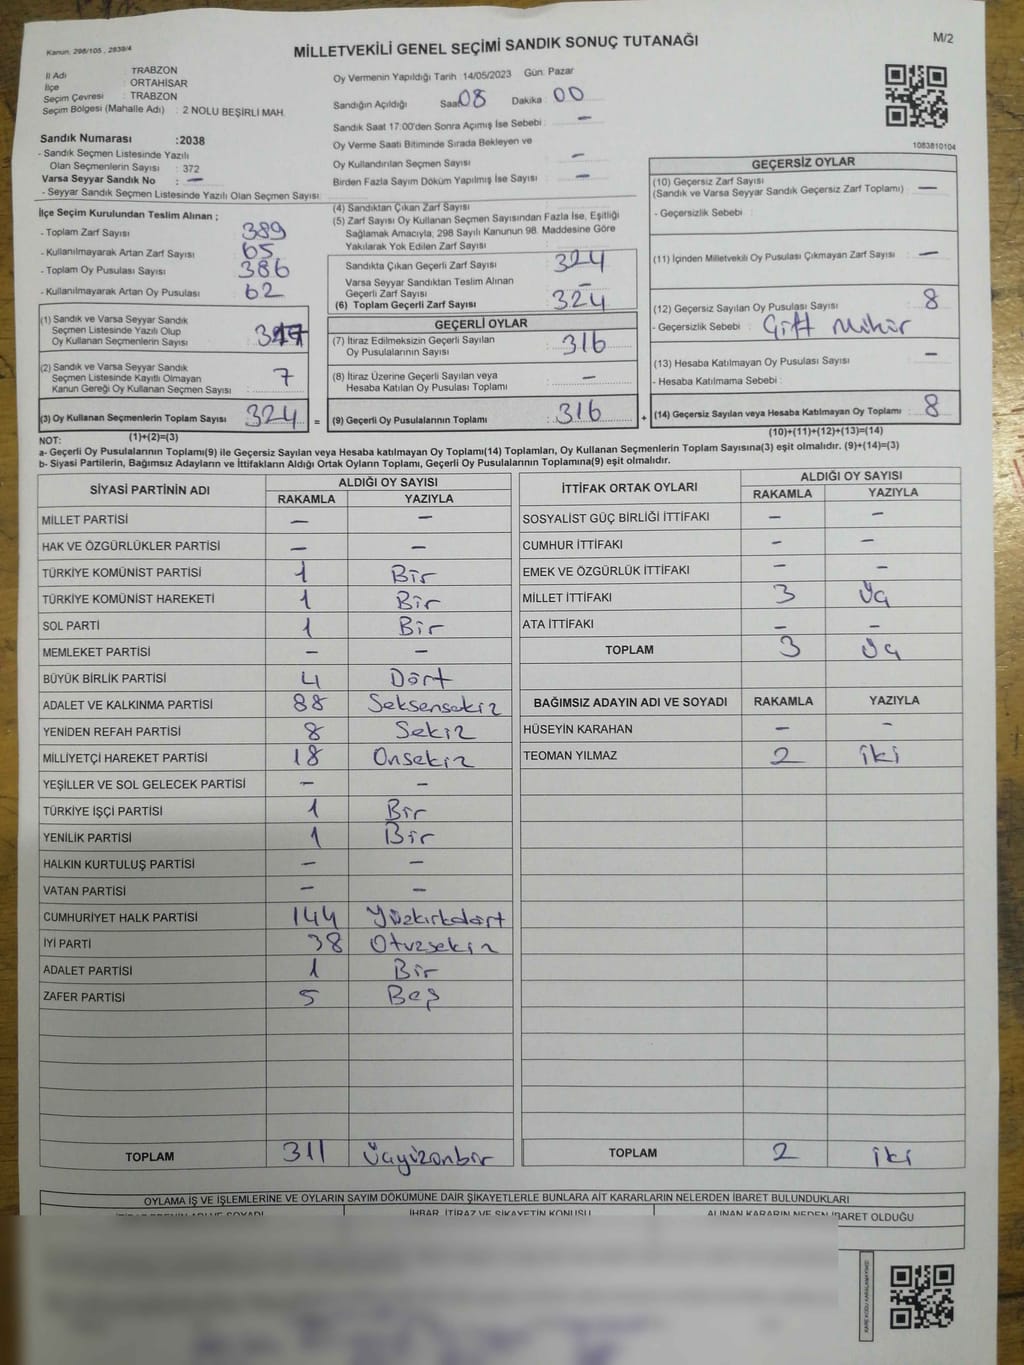 Kanun. 298/105 , 2839/4
MİLLETVEKİLİ GENEL SEÇİMİ SANDIK SONUÇ TUTANAĞI
M/2
İl Adı : TRABZON
İlçe : ORTAHİSAR
Seçim Çevresi : TRABZON
Seçim Bölgesi (Mahalle Adı) : 2 NOLU BEŞİRLİ MAH.
Sandık Numarası :2038
- Sandık Seçmen Listesinde Yazılı
Olan Seçmenlerin Sayısı : 372
Varsa Seyyar Sandık No : —
- Seyyar Sandık Seçmen Listesinde Yazılı Olan Seçmen Sayısı:
Oy Vermenin Yapıldığı Tarih :14/05/2023 Gün: Pazar
Sandığın Açıldığı Saat 08 Dakika : 00
Sandık Saat 17:00'den Sonra Açımış İse Sebebi : —
Oy Verme Saati Bitiminde Sırada Bekleyen ve
Oy Kullandırılan Seçmen Sayısı : —
Birden Fazla Sayım Döküm Yapılmış İse Sayısı : —
1083810104
İlçe Seçim Kurulundan Teslim Alınan ;
- Toplam Zarf Sayısı : 389
- Kullanılmayarak Artan Zarf Sayısı : 65
- Toplam Oy Pusulası Sayısı : 386
- Kullanılmayarak Artan Oy Pusulası : 62
(1) Sandık ve Varsa Seyyar Sandık
Seçmen Listesinde Yazılı Olup
Oy Kullanan Seçmenlerin Sayısı : 317
(2) Sandık ve Varsa Seyyar Sandık
Seçmen Listesinde Kayıtlı Olmayan
Kanun Gereği Oy Kullanan Seçmen Sayısı : 7
(3) Oy Kullanan Seçmenlerin Toplam Sayısı : 324 =
(4) Sandıktan Çıkan Zarf Sayısı :
(5) Zarf Sayısı Oy Kullanan Seçmen Sayısından Fazla İse, Eşitliği
Sağlamak Amacıyla, 298 Sayılı Kanunun 98. Maddesine Göre
Yakılarak Yok Edilen Zarf Sayısı :
Sandıkta Çıkan Geçerli Zarf Sayısı : 324
Varsa Seyyar Sandıktan Teslim Alınan
Geçerli Zarf Sayısı : —
(6) Toplam Geçerli Zarf Sayısı : 324
GEÇERLİ OYLAR
(7) İtiraz Edilmeksizin Geçerli Sayılan
Oy Pusulalarının Sayısı : 316
(8) İtiraz Üzerine Geçerli Sayılan veya
Hesaba Katılan Oy Pusulası Toplamı : —
(9) Geçerli Oy Pusulalarının Toplamı : 316 +
GEÇERSİZ OYLAR
(10) Geçersiz Zarf Sayısı
(Sandık ve Varsa Seyyar Sandık Geçersiz Zarf Toplamı) : —
- Geçersizlik Sebebi :
(11) İçinden Milletvekili Oy Pusulası Çıkmayan Zarf Sayısı : —
(12) Geçersiz Sayılan Oy Pusulası Sayısı : 8
- Geçersizlik Sebebi : Çift Mühür
(13) Hesaba Katılmayan Oy Pusulası Sayısı : —
- Hesaba Katılmama Sebebi :
(14) Geçersiz Sayılan veya Hesaba Katılmayan Oy Toplamı : 8
NOT: (1)+(2)=(3)
(10)+(11)+(12)+(13)=(14)
a- Geçerli Oy Pusulalarının Toplamı(9) ile Geçersiz Sayılan veya Hesaba katılmayan Oy Toplamı(14) Toplamları, Oy Kullanan Seçmenlerin Toplam Sayısına(3) eşit olmalıdır. (9)+(14)=(3)
b- Siyasi Partilerin, Bağımsız Adayların ve İttifakların Aldığı Ortak Oyların Toplamı, Geçerli Oy Pusulalarının Toplamına(9) eşit olmalıdır.
SİYASİ PARTİNİN ADI ALDIĞI OY SAYISI
RAKAMLA YAZIYLA
MİLLET PARTİSİ — —
HAK VE ÖZGÜRLÜKLER PARTİSİ — —
TÜRKİYE KOMÜNİST PARTİSİ 1 Bir
TÜRKİYE KOMÜNİST HAREKETİ 1 Bir
SOL PARTİ 1 Bir
MEMLEKET PARTİSİ — —
BÜYÜK BİRLİK PARTİSİ 4 Dört
ADALET VE KALKINMA PARTİSİ 88 Seksensekiz
YENİDEN REFAH PARTİSİ 8 Sekiz
MİLLİYETÇİ HAREKET PARTİSİ 18 Onsekiz
YEŞİLLER VE SOL GELECEK PARTİSİ — —
TÜRKİYE İŞÇİ PARTİSİ 1 Bir
YENİLİK PARTİSİ 1 Bir
HALKIN KURTULUŞ PARTİSİ — —
VATAN PARTİSİ — —
CUMHURİYET HALK PARTİSİ 144 Yüzkırkdört
İYİ PARTİ 38 Otuzsekiz
ADALET PARTİSİ 1 Bir
ZAFER PARTİSİ 5 Beş
TOPLAM 311 Üçyüzonbir
İTTİFAK ORTAK OYLARI ALDIĞI OY SAYISI
RAKAMLA YAZIYLA
SOSYALİST GÜÇ BİRLİĞİ İTTİFAKI — —
CUMHUR İTTİFAKI — —
EMEK VE ÖZGÜRLÜK İTTİFAKI — —
MİLLET İTTİFAKI 3 Üç
ATA İTTİFAKI — —
TOPLAM 3 Üç
BAĞIMSIZ ADAYIN ADI VE SOYADI RAKAMLA YAZIYLA
HÜSEYİN KARAHAN — —
TEOMAN YILMAZ 2 İki
TOPLAM 2 İki
OYLAMA İŞ VE İŞLEMLERİNE VE OYLARIN SAYIM DÖKÜMÜNE DAİR ŞİKAYETLERLE BUNLARA AİT KARARLARIN NELERDEN İBARET BULUNDUKLARI
İHBAR, İTİRAZ VE ŞİKAYETİN KONUSU ALINAN KARARIN NEDEN İBARET OLDUĞU